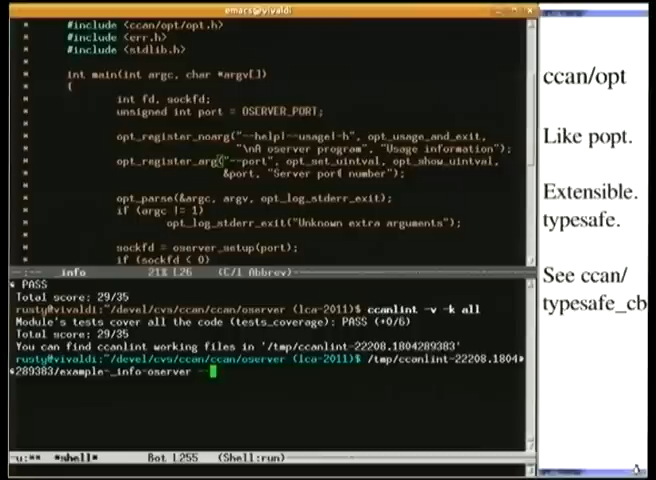 emacs@vivaldi
#include <ccan/opt/opt.h>
#include <err.h>
#include <stdlib.h>
int main(int argc, char *argv[])
{
int fd, sockfd;
unsigned int port = OSERVER_PORT;
opt_register_noarg("--help|--usage|-h", opt_usage_and_exit,
"\nA oserver program", "Usage information");
opt_register_arg("--port", opt_set_uintval, opt_show_uintval,
&port, "Server port number");
opt_parse(&argc, argv, opt_log_stderr_exit);
if (argc != 1)
opt_log_stderr_exit("Unknown extra arguments");
sockfd = oserver_setup(port);
if (sockfd < 0)
-:--- _info 21% L26 (C/l Abbrev)
PASS
Total score: 29/35
rusty@vivaldi:~/devel/cvs/ccan/ccan/oserver (lca-2011)$ ccanlint -v -k all
Module's tests cover all the code (tests_coverage): PASS (+0/6)
Total score: 29/35
You can find ccanlint working files in '/tmp/ccanlint-22208.1804289383'
rusty@vivaldi:~/devel/cvs/ccan/ccan/oserver (lca-2011)$ /tmp/ccanlint-22208.1804
289383/example-_info-oserver --
-u:** *shell* Bot L255 (Shell:run)
ccan/opt
Like popt.
Extensible.
typesafe.
See ccan/
typesafe_cb